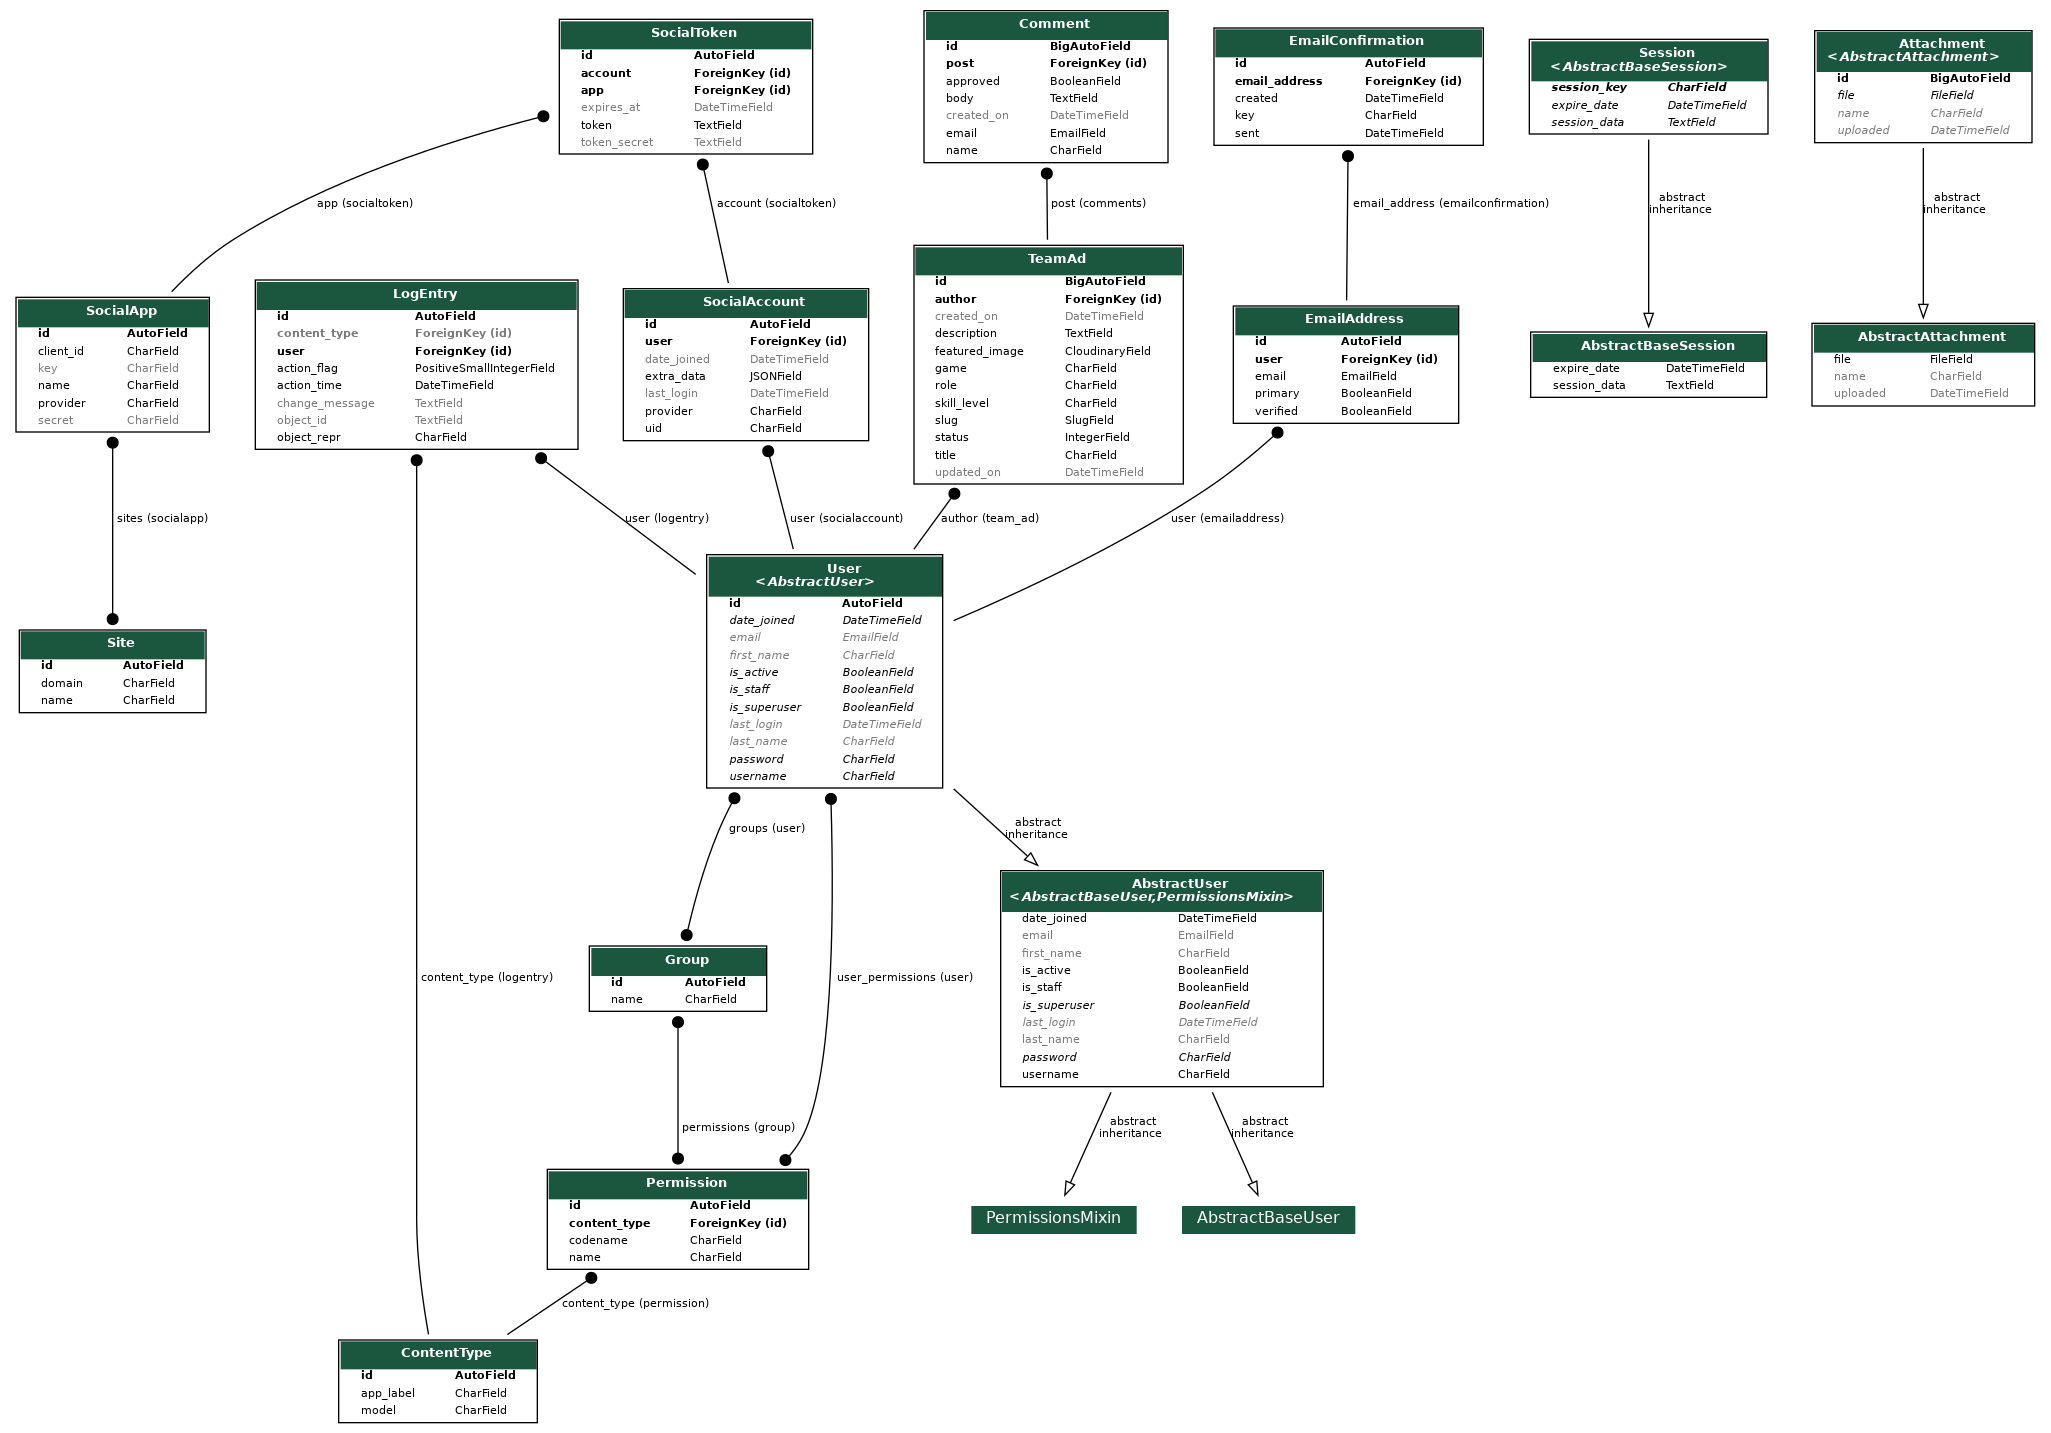 SocialToken
id AutoField
account ForeignKey (id)
app ForeignKey (id)
expires_at DateTimeField
token TextField
token_secret TextField
Comment
id BigAutoField
post ForeignKey (id)
approved BooleanField
body TextField
created_on DateTimeField
email EmailField
name CharField
EmailConfirmation
id AutoField
email_address ForeignKey (id)
created DateTimeField
key CharField
sent DateTimeField
Session
<AbstractBaseSession>
session_key CharField
expire_date DateTimeField
session_data TextField
Attachment
<AbstractAttachment>
id BigAutoField
file FileField
name CharField
uploaded DateTimeField
app (socialtoken)
account (socialtoken)
post (comments)
email_address (emailconfirmation)
abstract
inheritance
abstract
inheritance
SocialApp
id AutoField
client_id CharField
key CharField
name CharField
provider CharField
secret CharField
LogEntry
id AutoField
content_type ForeignKey (id)
user ForeignKey (id)
action_flag PositiveSmallIntegerField
action_time DateTimeField
change_message TextField
object_id TextField
object_repr CharField
SocialAccount
id AutoField
user ForeignKey (id)
date_joined DateTimeField
extra_data JSONField
last_login DateTimeField
provider CharField
uid CharField
TeamAd
id BigAutoField
author ForeignKey (id)
created_on DateTimeField
description TextField
featured_image CloudinaryField
game CharField
role CharField
skill_level CharField
slug SlugField
status IntegerField
title CharField
updated_on DateTimeField
EmailAddress
id AutoField
user ForeignKey (id)
email EmailField
primary BooleanField
verified BooleanField
AbstractBaseSession
expire_date DateTimeField
session_data TextField
AbstractAttachment
file FileField
name CharField
uploaded DateTimeField
sites (socialapp)
user (logentry)
user (socialaccount)
author (team_ad)
user (emailaddress)
Site
id AutoField
domain CharField
name CharField
User
<AbstractUser>
id AutoField
date_joined DateTimeField
email EmailField
first_name CharField
is_active BooleanField
is_staff BooleanField
is_superuser BooleanField
last_login DateTimeField
last_name CharField
password CharField
username CharField
groups (user)
abstract
inheritance
content_type (logentry)
user_permissions (user)
Group
id AutoField
name CharField
AbstractUser
<AbstractBaseUser,PermissionsMixin>
date_joined DateTimeField
email EmailField
first_name CharField
is_active BooleanField
is_staff BooleanField
is_superuser BooleanField
last_login DateTimeField
last_name CharField
password CharField
username CharField
permissions (group)
abstract
inheritance
abstract
inheritance
Permission
id AutoField
content_type ForeignKey (id)
codename CharField
name CharField
PermissionsMixin
AbstractBaseUser
content_type (permission)
ContentType
id AutoField
app_label CharField
model CharField